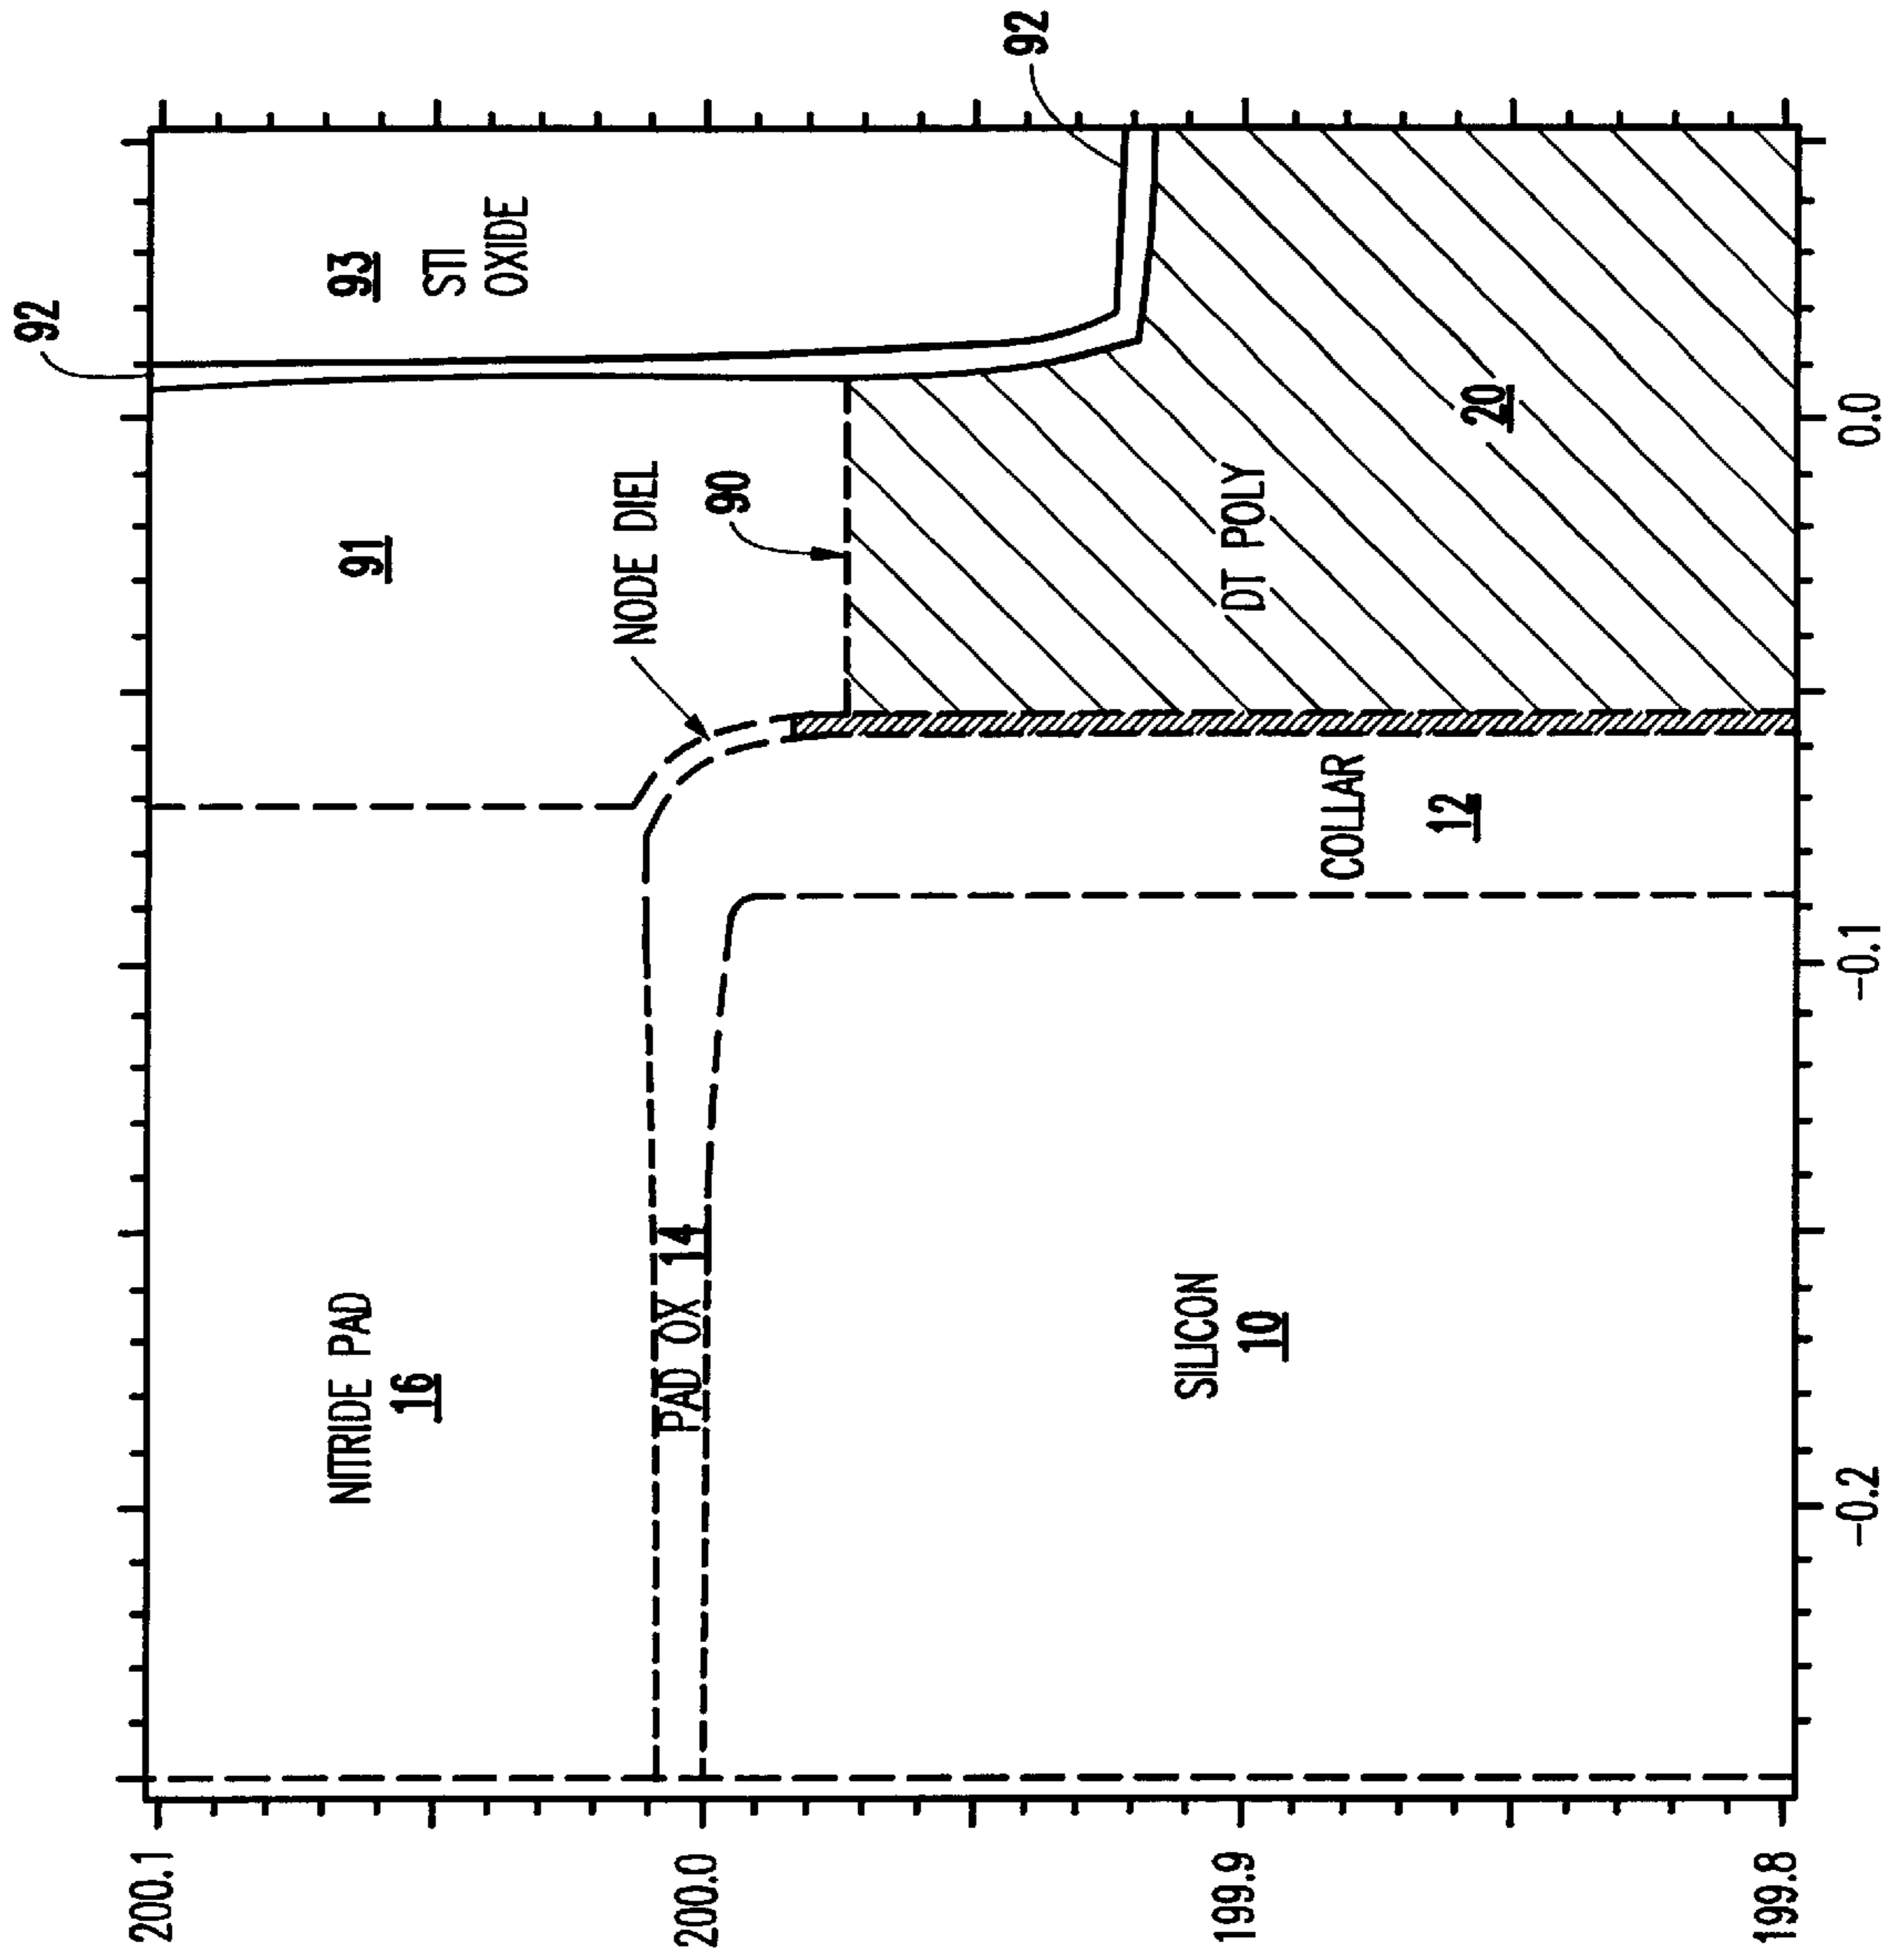 92
93
STI
OXIDE
92
91
NODE DIEL
90
DT POLY
20
NITRIDE PAD
16
PAD OX 14
COLLAR
12
SILICON
10
200.1
200.0
199.9
199.8
-0.2
-0.1
0.0